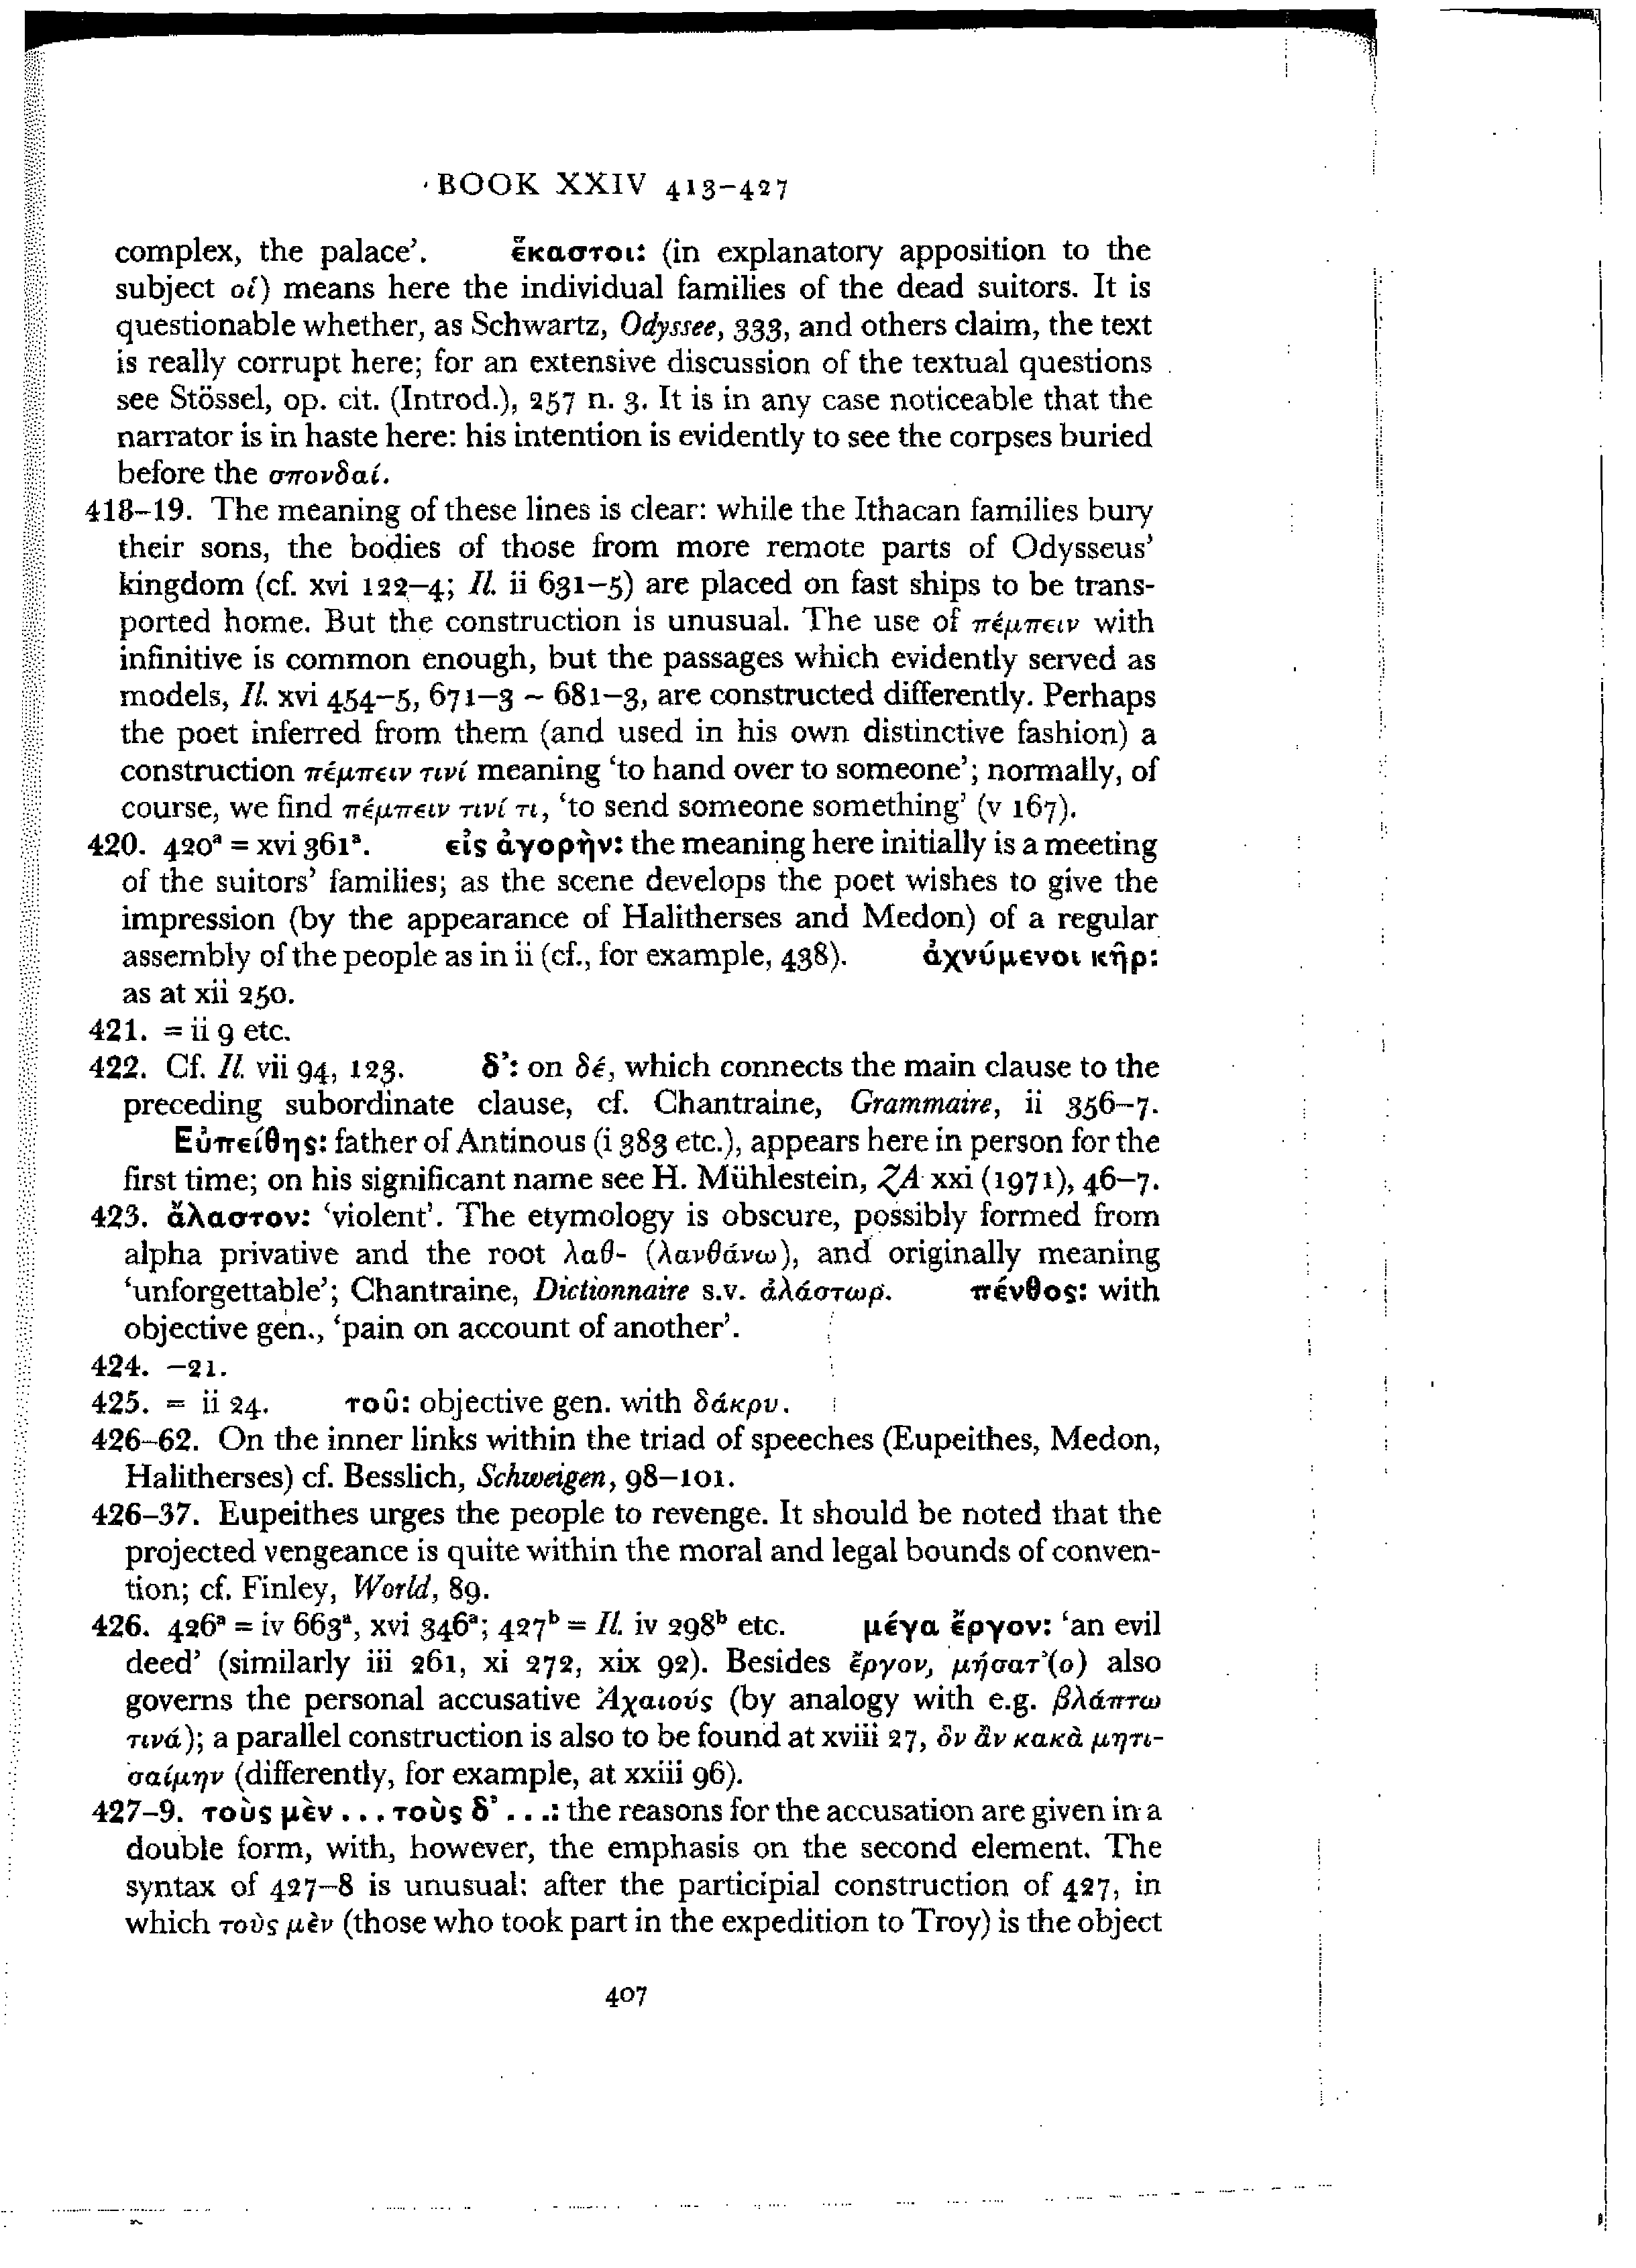 BOOK XXIV 413–427
complex, the palace’. ἕκαστοι: (in explanatory apposition to the
subject οἱ) means here the individual families of the dead suitors. It is
questionable whether, as Schwartz, Odyssee, 333, and others claim, the text
is really corrupt here; for an extensive discussion of the textual questions
see Stössel, op. cit. (Introd.), 257 n. 3. It is in any case noticeable that the
narrator is in haste here: his intention is evidently to see the corpses buried
before the σπονδαί.
418–19. The meaning of these lines is clear: while the Ithacan families bury
their sons, the bodies of those from more remote parts of Odysseus’
kingdom (cf. xvi 122–4; Il. ii 631–5) are placed on fast ships to be trans-
ported home. But the construction is unusual. The use of πέμπειν with
infinitive is common enough, but the passages which evidently served as
models, Il. xvi 454–5, 671–3 ~ 681–3, are constructed differently. Perhaps
the poet inferred from them (and used in his own distinctive fashion) a
construction πέμπειν τινί meaning ‘to hand over to someone’; normally, of
course, we find πέμπειν τινί τι, ‘to send someone something’ (v 167).
420. 420ᵃ = xvi 361ᵃ. εἰς ἀγορὴν: the meaning here initially is a meeting
of the suitors’ families; as the scene develops the poet wishes to give the
impression (by the appearance of Halitherses and Medon) of a regular
assembly of the people as in ii (cf., for example, 438). ἀχνύμενοι κῆρ:
as at xii 250.
421. = ii 9 etc.
422. Cf. Il. vii 94, 123. δ’: on δέ, which connects the main clause to the
preceding subordinate clause, cf. Chantraine, Grammaire, ii 356–7.
Εὐπείθης: father of Antinous (i 383 etc.), appears here in person for the
first time; on his significant name see H. Mühlestein, ZA xxi (1971), 46–7.
423. ἄλαστον: ‘violent’. The etymology is obscure, possibly formed from
alpha privative and the root λαθ- (λανθάνω), and originally meaning
‘unforgettable’; Chantraine, Dictionnaire s.v. ἀλάστωρ. πένθος: with
objective gen., ‘pain on account of another’.
424. –21.
425. = ii 24. τοῦ: objective gen. with δάκρυ.
426–62. On the inner links within the triad of speeches (Eupeithes, Medon,
Halitherses) cf. Besslich, Schweigen, 98–101.
426–37. Eupeithes urges the people to revenge. It should be noted that the
projected vengeance is quite within the moral and legal bounds of conven-
tion; cf. Finley, World, 89.
426. 426ᵃ = iv 663ᵃ, xvi 346ᵃ; 427ᵇ = Il. iv 298ᵇ etc. μέγα ἔργον: ‘an evil
deed’ (similarly iii 261, xi 272, xix 92). Besides ἔργον, μήσατ’(ο) also
governs the personal accusative Ἀχαιούς (by analogy with e.g. βλάπτω
τινά); a parallel construction is also to be found at xviii 27, ὃν ἂν κακὰ μητι-
σαίμην (differently, for example, at xxiii 96).
427–9. τοὺς μὲν . . . τοὺς δ’ . . .: the reasons for the accusation are given in a
double form, with, however, the emphasis on the second element. The
syntax of 427–8 is unusual: after the participial construction of 427, in
which τοὺς μὲν (those who took part in the expedition to Troy) is the object
407